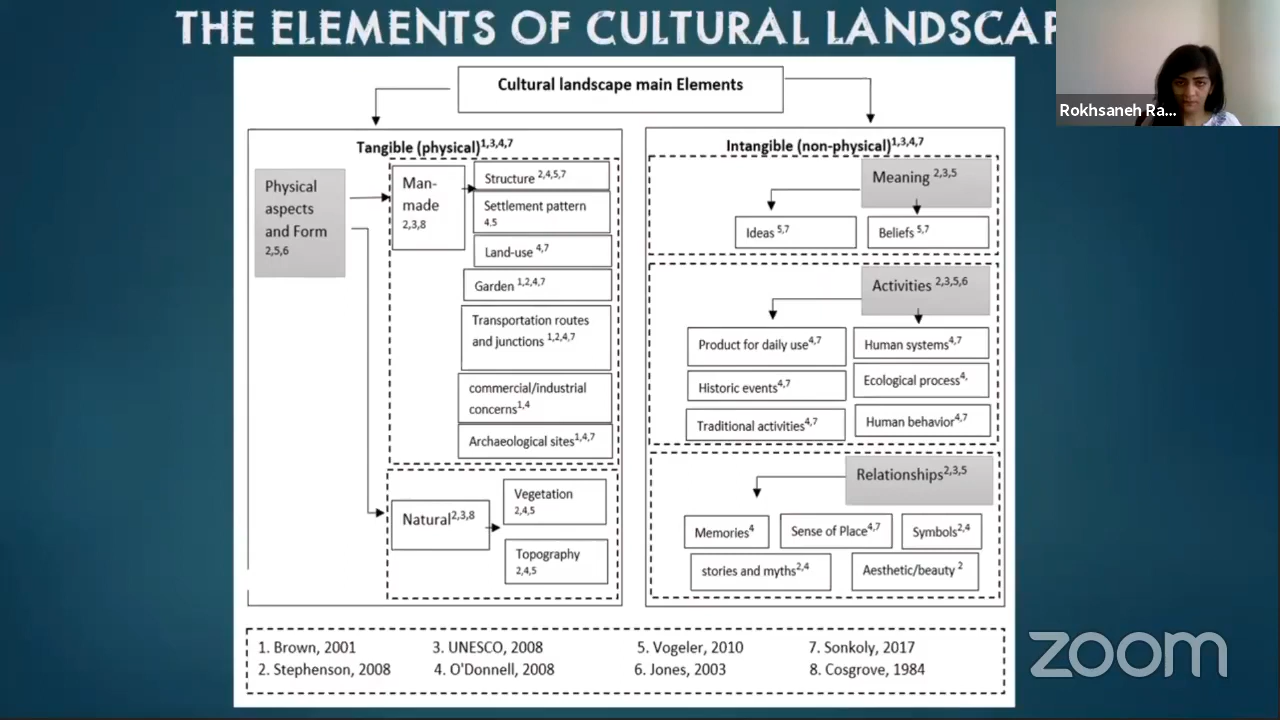 THE ELEMENTS OF CULTURAL LANDSCAP
Rokhsaneh Ra...
Cultural landscape main Elements
Tangible (physical)1,3,4,7
Physical
aspects
and Form
2,5,6
Man-
made
2,3,8
Structure 2,4,5,7
Settlement pattern
4,5
Land-use 4,7
Garden 1,2,4,7
Transportation routes
and junctions 1,2,4,7
commercial/industrial
concerns1,4
Archaeological sites1,4,7
Natural2,3,8
Vegetation
2,4,5
Topography
2,4,5
Intangible (non-physical)1,3,4,7
Meaning 2,3,5
Ideas 5,7
Beliefs 5,7
Activities 2,3,5,6
Product for daily use4,7
Human systems4,7
Historic events4,7
Ecological process4,
Traditional activities4,7
Human behavior4,7
Relationships2,3,5
Memories4
Sense of Place4,7
Symbols2,4
stories and myths2,4
Aesthetic/beauty 2
1. Brown, 2001 3. UNESCO, 2008 5. Vogeler, 2010 7. Sonkoly, 2017
2. Stephenson, 2008 4. O'Donnell, 2008 6. Jones, 2003 8. Cosgrove, 1984
zoom